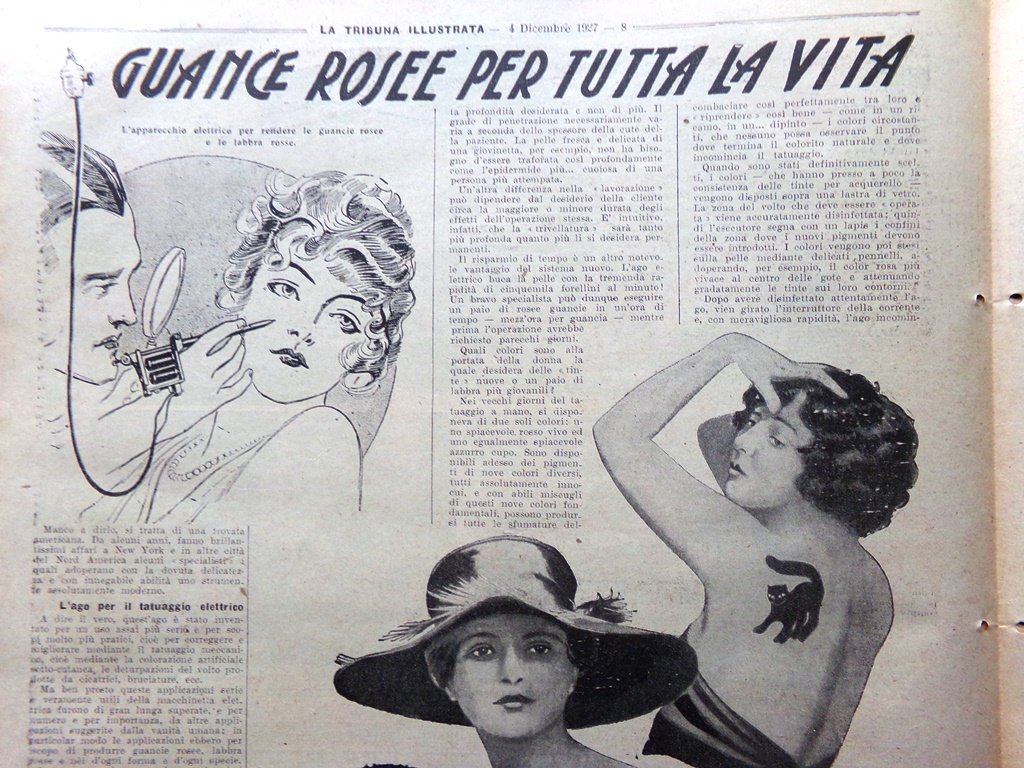 LA TRIBUNA ILLUSTRATA — 4 Dicembre 1927 — 8
GUANCE ROSEE PER TUTTA LA VITA
L'apparecchio elettrico per rendere le guancie rosee
e le labbra rosse.
Manco a dirlo, si tratta di una trovata
americana. Da alcuni anni, fanno brillan-
tissimi affari a New York e in altre città
del Nord America alcuni « specialisti » i
quali adoperano con la dovuta delicatez-
za e con innegabile abilità uno strumen-
to assolutamente moderno.
L'ago per il tatuaggio elettrico
A dire il vero, quest'ago è stato inven-
tato per un uso assai più serio e per sco-
pi molto più pratici, cioè per correggere e
migliorare mediante il tatuaggio meccani-
co, cioè mediante la colorazione artificiale
sotto-cutanea, le deturpazioni del volto pro-
dotte da cicatrici, bruciature, ecc.
Ma ben presto queste applicazioni serie
e veramente utili della macchinetta elet-
trica furono di gran lunga superate, e per
numero e per importanza, da altre appli-
cazioni suggerite dalla vanità umana; in
particolar modo le applicazioni ebbero per
scopo di produrre guancie rosee, labbra
rosse e nèi d'ogni forma e d'ogni specie.
ta profondità desiderata e non di più. Il
grado di penetrazione necessariamente va-
ria a seconda dello spessore della cute del-
la paziente. La pelle fresca e delicata di
una giovinetta, per esempio, non ha biso-
gno d'essere traforata così profondamente
come l'epidermide più... cuoiosa di una
persona più attempata.
Un'altra differenza nella « lavorazione »
può dipendere dal desiderio della cliente
circa la maggiore o minore durata degli
effetti dell'operazione stessa. E' intuitivo,
infatti, che la « trivellatura » sarà tanto
più profonda quanto più li si desidera per-
manenti.
Il risparmio di tempo è un altro notevo-
le vantaggio del sistema nuovo. L'ago e-
lettrico buca la pelle con la tremenda ra-
pidità di cinquemila forellini al minuto!
Un bravo specialista può dunque eseguire
un paio di rosee guancie in un'ora di
tempo — mezz'ora per guancia — mentre
prima l'operazione avrebbe
richiesto parecchi giorni.
Quali colori sono alla
portata della donna la
quale desidera delle « tin-
te » nuove o un paio di
labbra più giovanili?
Nei vecchi giorni del ta-
tuaggio a mano, si dispo-
neva di due soli colori: u-
no spiacevole rosso vivo ed
uno egualmente spiacevole
azzurro cupo. Sono dispo-
nibili adesso dei pigmen-
ti di nove colori diversi,
tutti assolutamente inno-
cui, e con abili miscugli
di questi nove colori fon-
damentali, possono produr-
si tutte le sfumature del-
combaciare così perfettamente tra loro e
« riprendere » così bene — come in un ri-
camo, in un... dipinto — i colori circostan-
ti, che nessuno possa osservare il punto
dove termina il colorito naturale e dove
incomincia il tatuaggio.
Quando sono stati definitivamente scel-
ti, i colori — che hanno presso a poco la
consistenza delle tinte per acquerello —
vengono disposti sopra una lastra di vetro.
La zona del volto che deve essere « opera-
ta » viene accuratamente disinfettata; quin-
di l'esecutore segna con un lapis i confini
della zona dove i nuovi pigmenti devono
essere introdotti. I colori vengono poi stesi
sulla pelle mediante delicati pennelli, a-
doperando, per esempio, il color rosa più
vivace al centro delle gote e attenuando
gradatamente le tinte sui loro contorni.
Dopo avere disinfettato attentamente l'a-
go, vien girato l'interruttore della corrente
e, con meravigliosa rapidità, l'ago incomin-